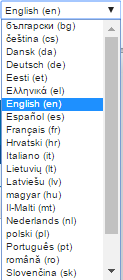 English (en)
български (bg)
čeština (cs)
Dansk (da)
Deutsch (de)
Eesti (et)
Ελληνικά (el)
English (en)
Español (es)
Français (fr)
Hrvatski (hr)
Italiano (it)
Lietuvių (lt)
Latviešu (lv)
magyar (hu)
Il-Malti (mt)
Nederlands (nl)
polski (pl)
Português (pt)
română (ro)
Slovenčina (sk)